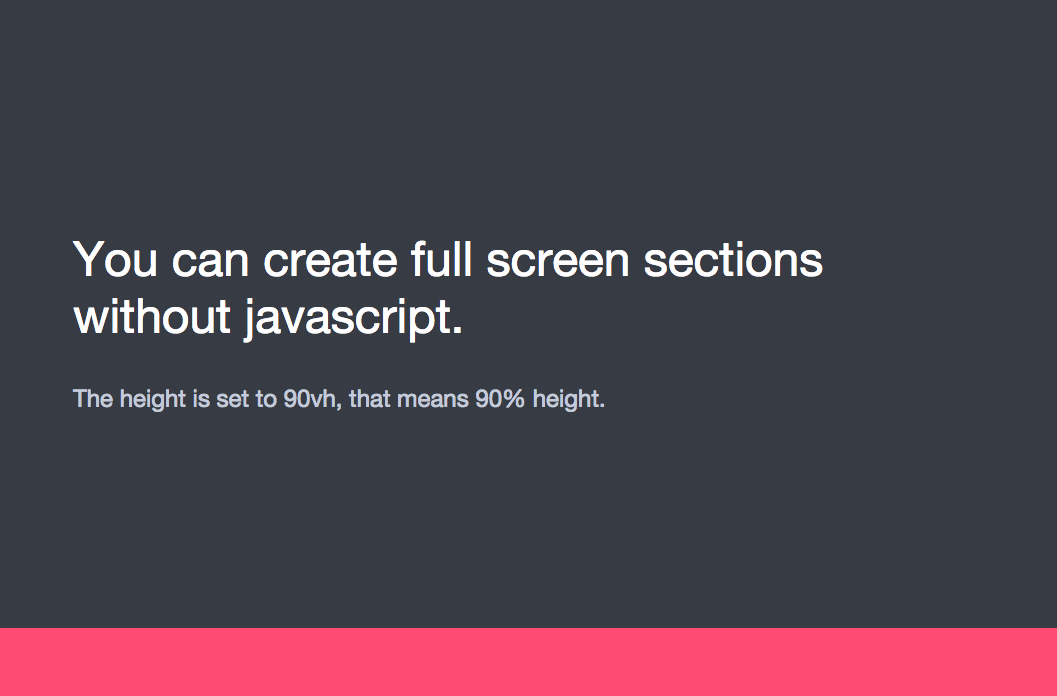 You can create full screen sections
without javascript.
The height is set to 90vh, that means 90% height.